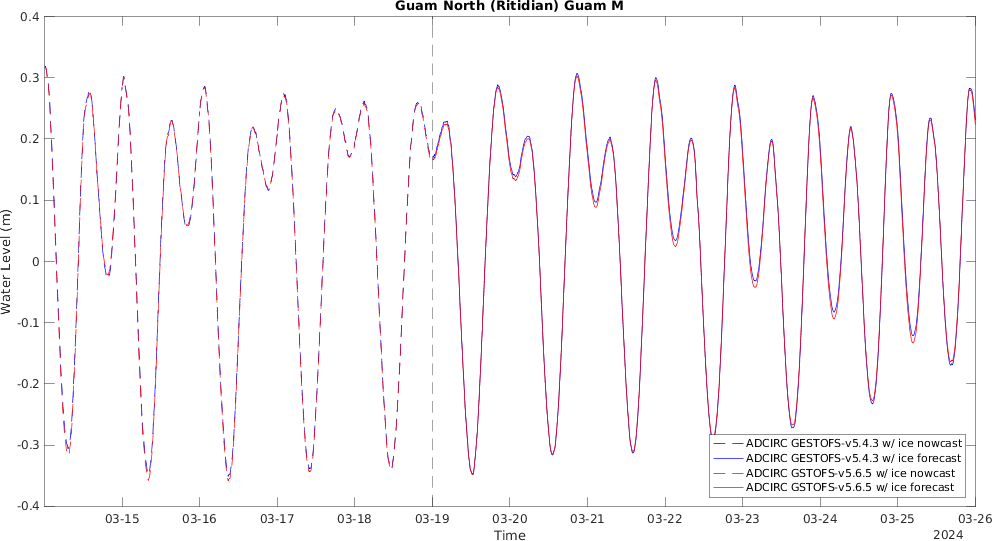 Guam North (Ritidian) Guam M
Water Level (m)
0.4
0.3
0.2
0.1
0
-0.1
-0.2
-0.3
-0.4
ADCIRC GESTOFS-v5.4.3 w/ ice nowcast
ADCIRC GESTOFS-v5.4.3 w/ ice forecast
ADCIRC GSTOFS-v5.6.5 w/ ice nowcast
ADCIRC GSTOFS-v5.6.5 w/ ice forecast
03-15 03-16 03-17 03-18 03-19 03-20 03-21 03-22 03-23 03-24 03-25 03-26
Time
2024